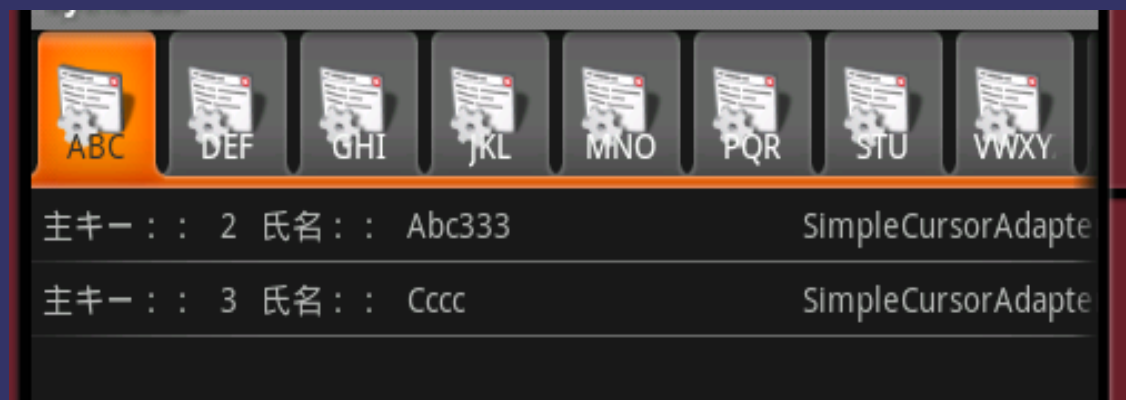 ABC DEF GHI JKL MNO PQR STU VWXY
主キー：： 2 氏名：： Abc333 SimpleCursorAdapte
主キー：： 3 氏名：： Cccc SimpleCursorAdapte